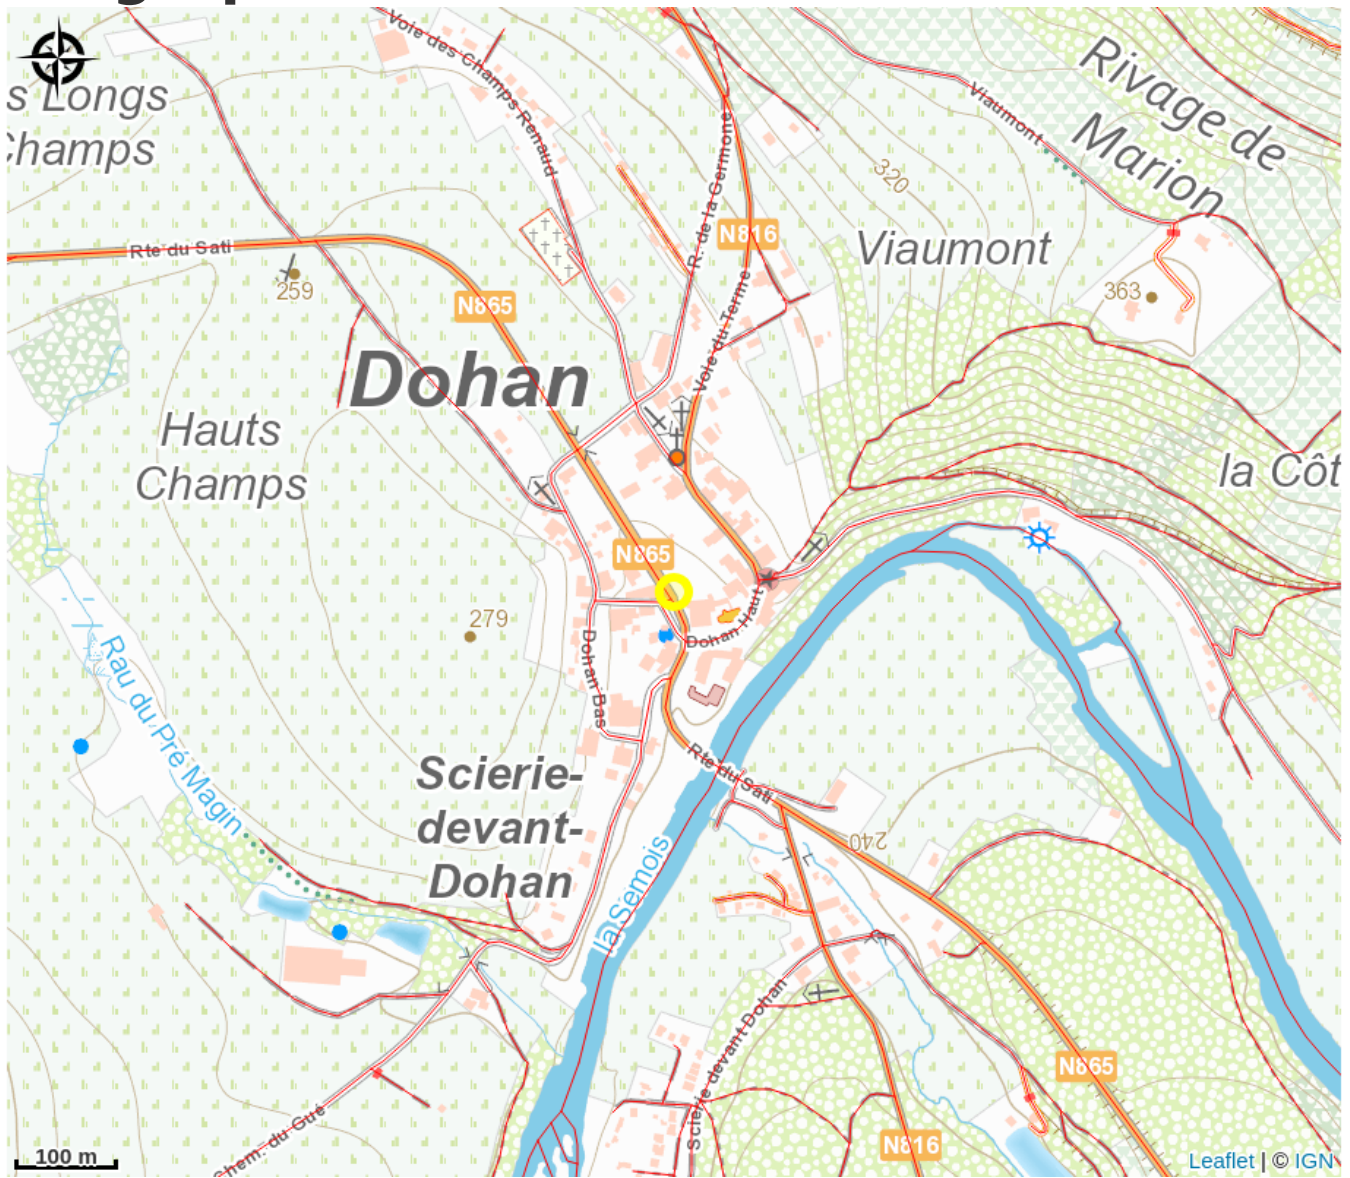 s Longs
Champs
Voie des Champs Renaud
Viaumont
Rivage de
Marion
320
R. de la Germone
N816
Viaumont
Rte du Sati
259
N865
363
Voie du Terme
Dohan
Hauts
Champs
la Côt
N865
279
Dohan Haut
Dohan Bas
Rau du Pré Magin
Scierie-
devant-
Dohan
Rte du Sati
240
la Semois
Scierie devant Dohan
N865
Chem. du Gué
N816
100 m
Leaflet | © IGN